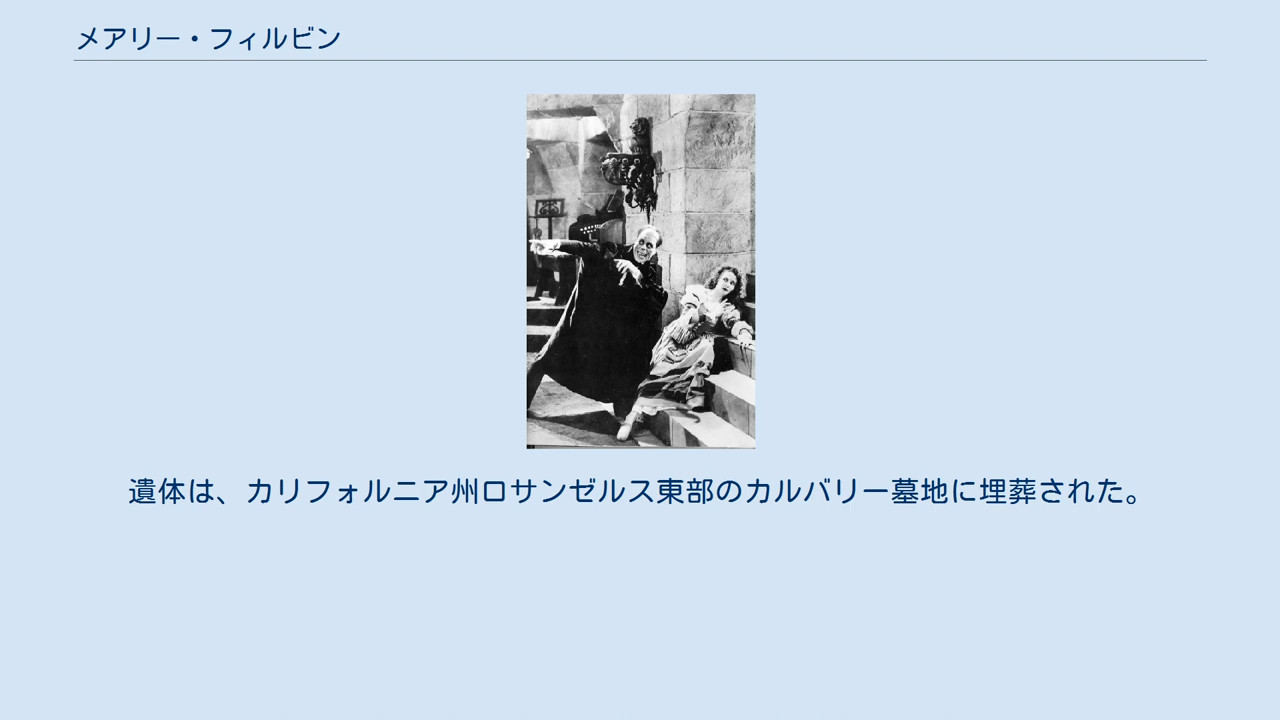 メアリー・フィルビン
遺体は、カリフォルニア州ロサンゼルス東部のカルバリー墓地に埋葬された。